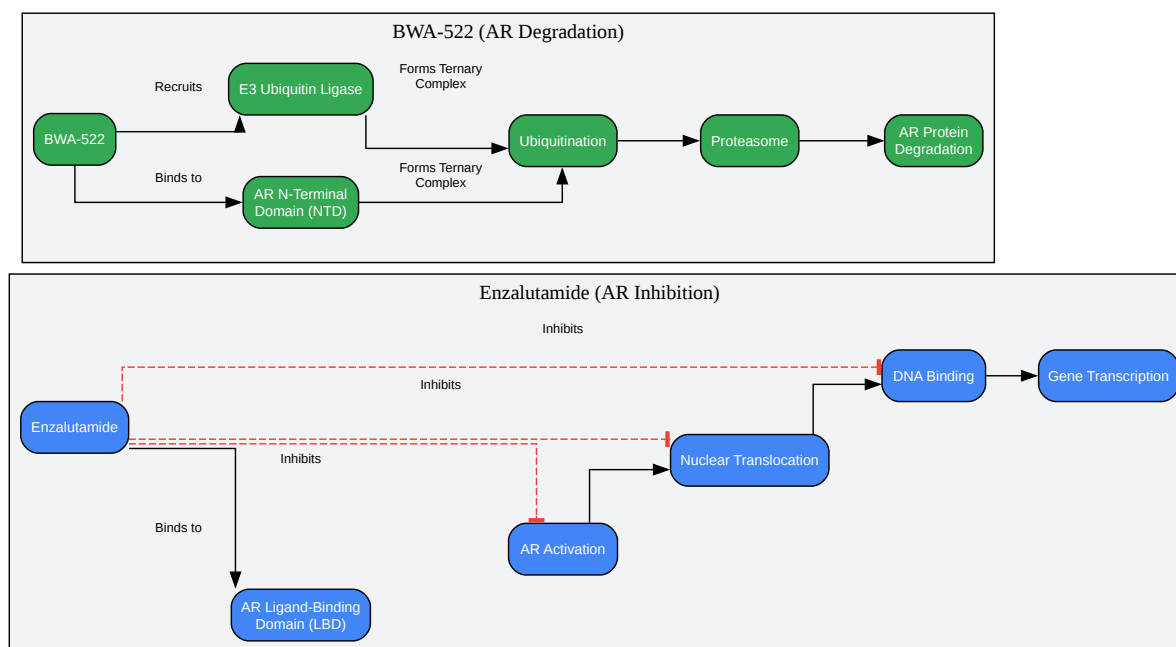 BWA-522 (AR Degradation)
Recruits
E3 Ubiquitin Ligase
Forms Ternary
Complex
BWA-522
Ubiquitination
Proteasome
AR Protein
Degradation
Binds to
AR N-Terminal
Domain (NTD)
Forms Ternary
Complex
Enzalutamide (AR Inhibition)
Inhibits
DNA Binding
Gene Transcription
Inhibits
Enzalutamide
Inhibits
Nuclear Translocation
Binds to
AR Activation
AR Ligand-Binding
Domain (LBD)